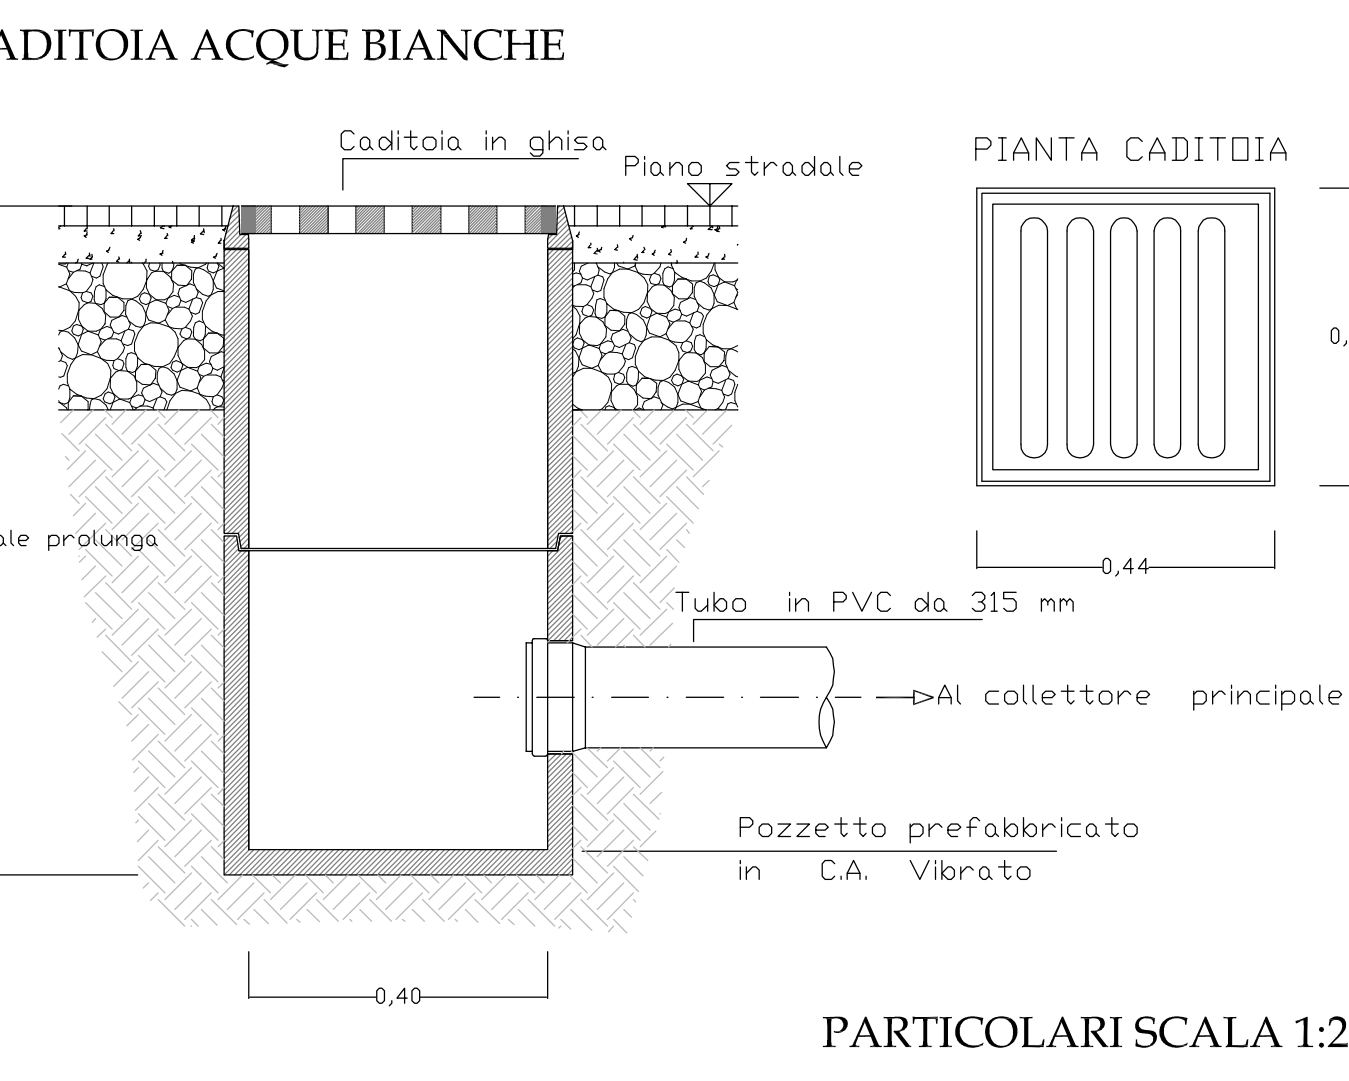 ADITOIA ACQUE BIANCHE
Caditoia in ghisa
Piano stradale
PIANTA CADITOIA
0,
ale prolunga
0,44
Tubo in PVC da 315 mm
Al collettore principale
Pozzetto prefabbricato
in C.A. Vibrato
0,40
PARTICOLARI SCALA 1:2